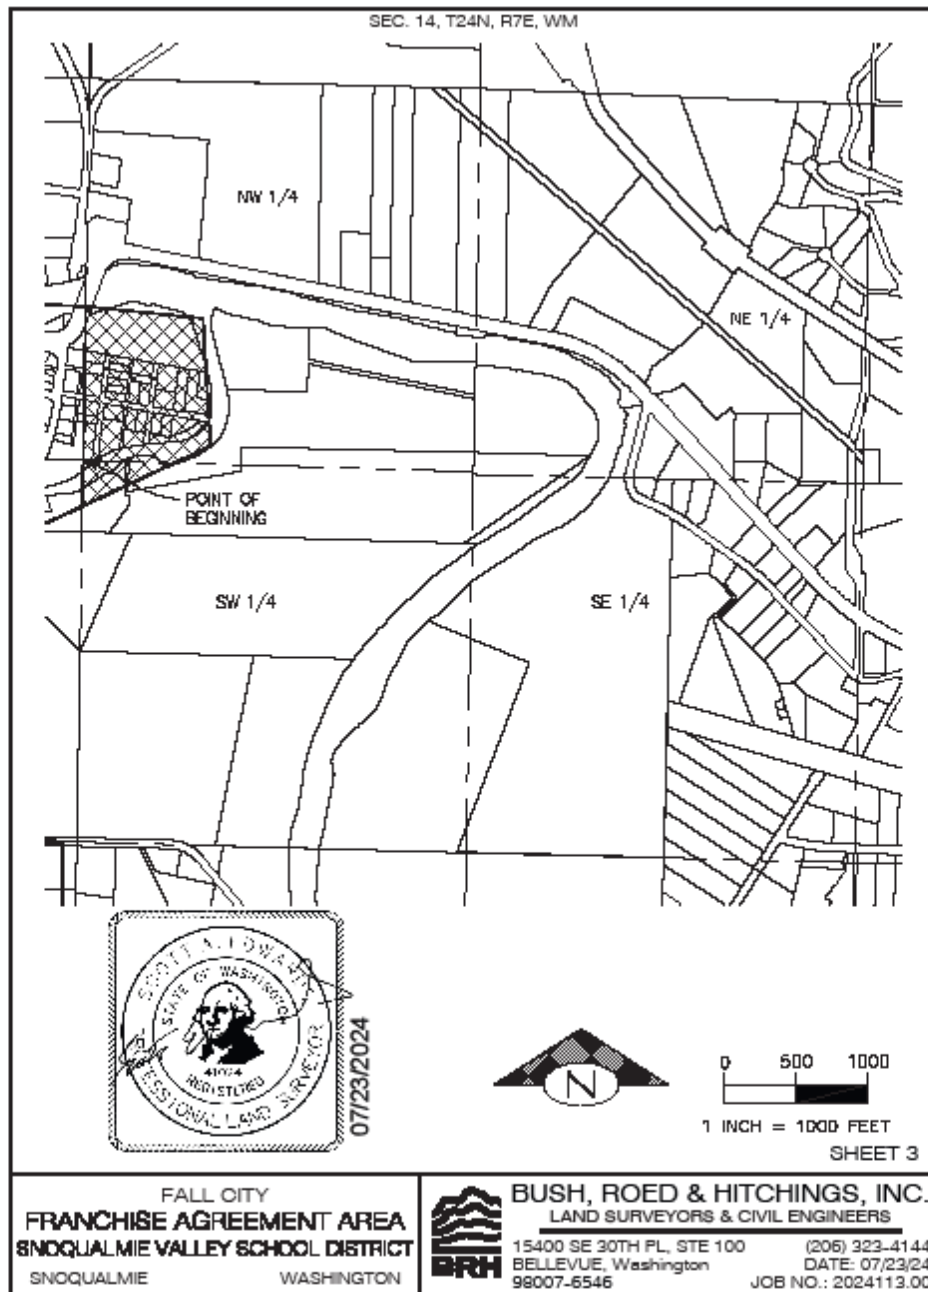 SEC. 14, T24N, R7E, WM
NW 1/4
NE 1/4
POINT OF
BEGINNING
SW 1/4
SE 1/4
STATE OF WASHINGTON
REGISTERED
PROFESSIONAL LAND SURVEYOR
07/23/2024
N
0 500 1000
1 INCH = 1000 FEET
SHEET 3
FALL CITY
FRANCHISE AGREEMENT AREA
SNOQUALMIE VALLEY SCHOOL DISTRICT
SNOQUALMIE WASHINGTON
BRH
BUSH, ROED & HITCHINGS, INC.
LAND SURVEYORS & CIVIL ENGINEERS
15400 SE 30TH PL, STE 100 (206) 323-4144
BELLEVUE, Washington DATE: 07/23/24
98007-6546 JOB NO.: 2024113.00